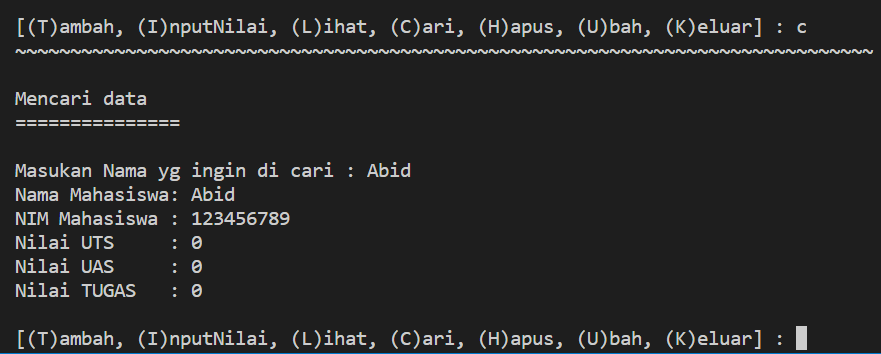 [(T)ambah, (I)nputNilai, (L)ihat, (C)ari, (H)apus, (U)bah, (K)eluar] : c
~~~~~~~~~~~~~~~~~~~~~~~~~~~~~~~~~~~~~~~~~~~~~~~~~~~~~~~~~~~~~~~~~~~~~~~~~~~~~~
Mencari data
===============
Masukan Nama yg ingin di cari : Abid
Nama Mahasiswa: Abid
NIM Mahasiswa : 123456789
Nilai UTS     : 0
Nilai UAS     : 0
Nilai TUGAS   : 0
[(T)ambah, (I)nputNilai, (L)ihat, (C)ari, (H)apus, (U)bah, (K)eluar] :